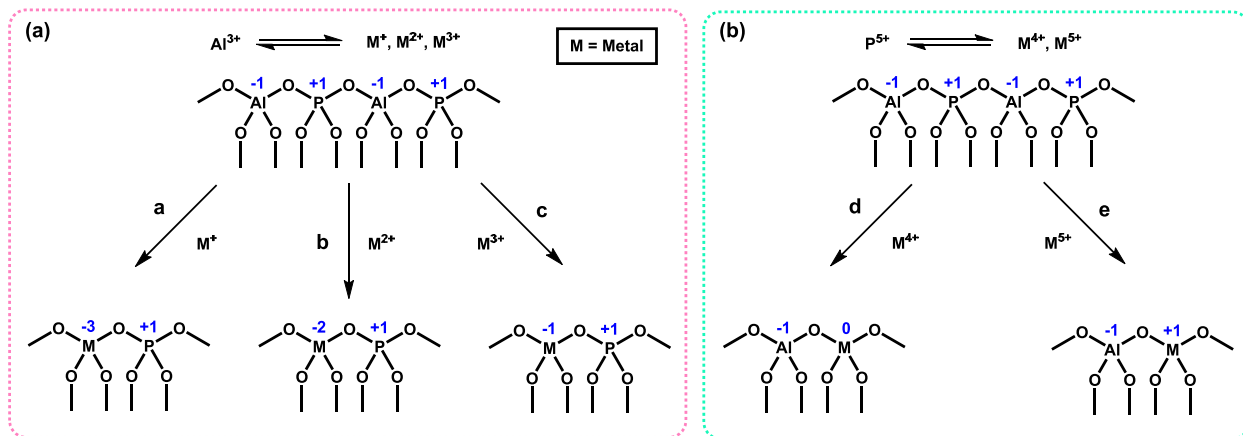 (a)
Al³⁺ ⇌ M⁺, M²⁺, M³⁺
M = Metal
-1 +1 -1 +1
O Al O P O Al O P O
O O O O O O O O
a b c
M⁺ M²⁺ M³⁺
-3 +1
O M O P O
O O O O
-2 +1
O M O P O
O O O O
-1 +1
O M O P O
O O O O
(b)
P⁵⁺ ⇌ M⁴⁺, M⁵⁺
-1 +1 -1 +1
O Al O P O Al O P O
O O O O O O O O
d e
M⁴⁺ M⁵⁺
-1 0
O Al O M O
O O O O
-1 +1
O Al O M O
O O O O